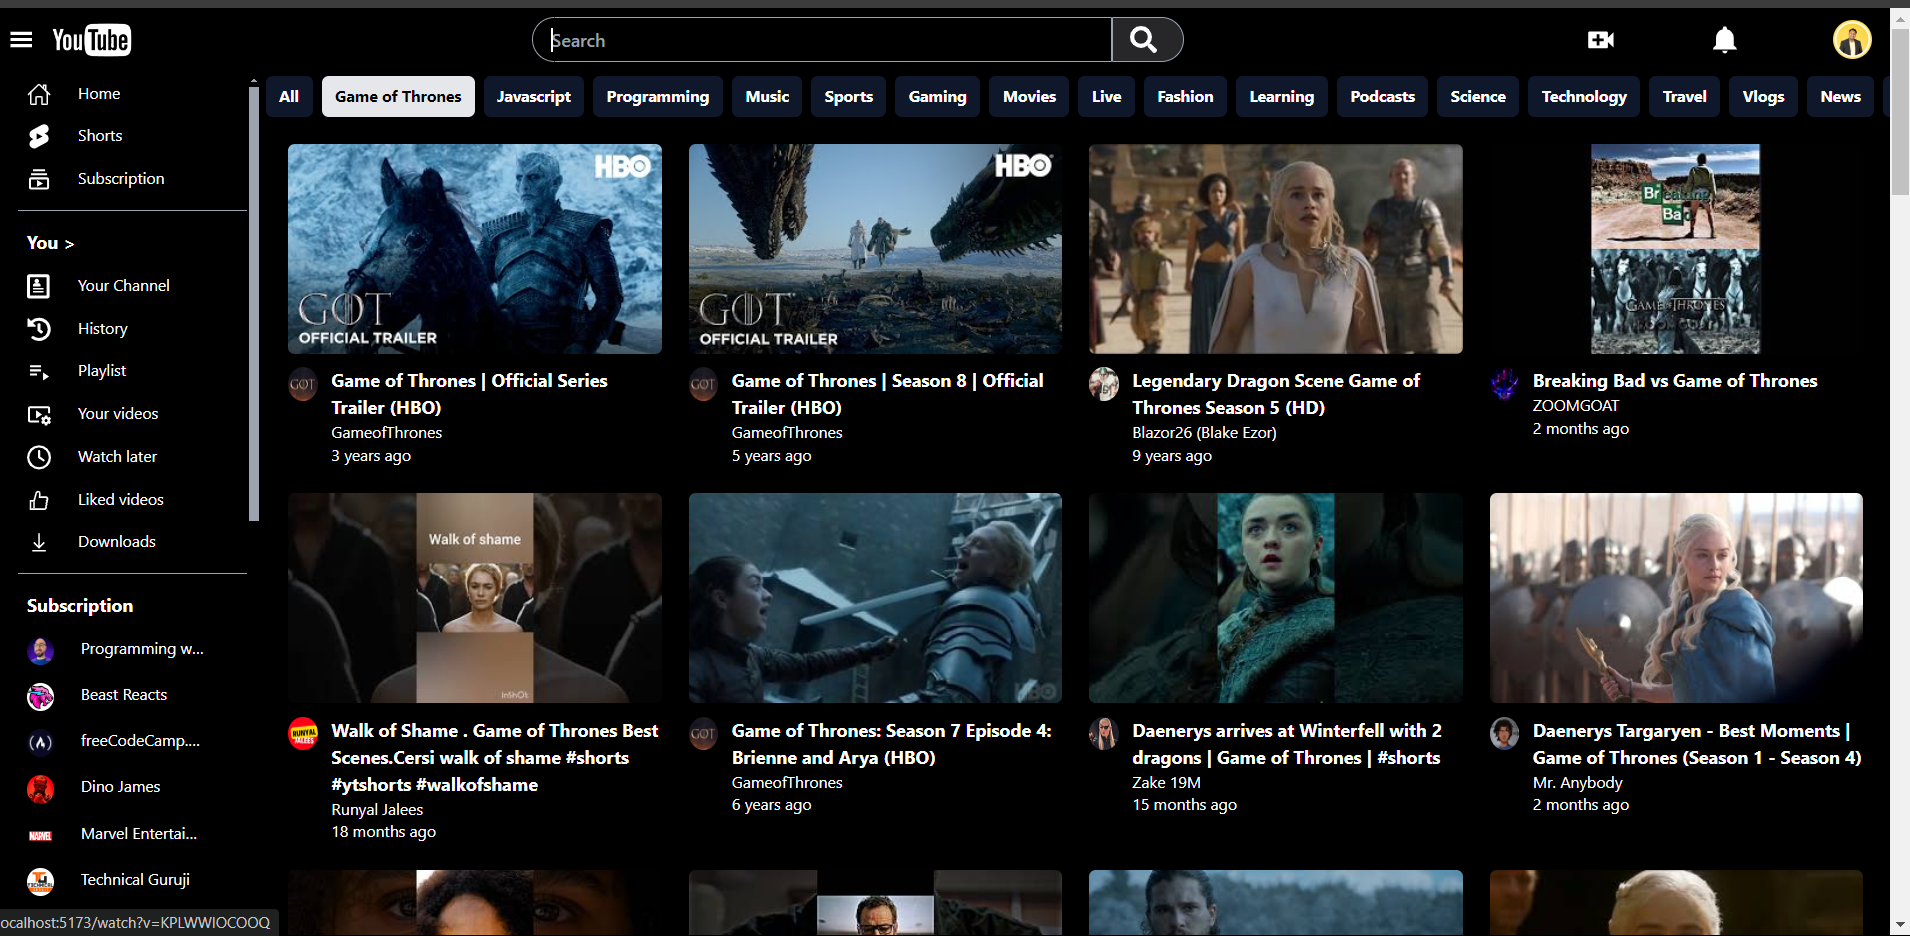 YouTube
Search
Home
Shorts
Subscription
You >
Your Channel
History
Playlist
Your videos
Watch later
Liked videos
Downloads
Subscription
Programming w...
Beast Reacts
freeCodeCamp....
Dino James
MARVEL
Marvel Entertai...
Technical Guruji
ocalhost:5173/watch?v=KPLWWIOCOOQ
All
Game of Thrones
Javascript
Programming
Music
Sports
Gaming
Movies
Live
Fashion
Learning
Podcasts
Science
Technology
Travel
Vlogs
News
HBO
GOT
OFFICIAL TRAILER
GOT
Game of Thrones | Official Series
Trailer (HBO)
GameofThrones
3 years ago
HBO
GOT
OFFICIAL TRAILER
GOT
Game of Thrones | Season 8 | Official
Trailer (HBO)
GameofThrones
5 years ago
Legendary Dragon Scene Game of
Thrones Season 5 (HD)
Blazor26 (Blake Ezor)
9 years ago
Breaking
Bad
GAME OF THRONES
ZOOM GOAT
Breaking Bad vs Game of Thrones
ZOOMGOAT
2 months ago
Walk of shame
InShOt
RUNYAL
JALEES
Walk of Shame . Game of Thrones Best
Scenes.Cersi walk of shame #shorts
#ytshorts #walkofshame
Runyal Jalees
18 months ago
HBO
GOT
Game of Thrones: Season 7 Episode 4:
Brienne and Arya (HBO)
GameofThrones
6 years ago
Daenerys arrives at Winterfell with 2
dragons | Game of Thrones | #shorts
Zake 19M
15 months ago
Daenerys Targaryen - Best Moments |
Game of Thrones (Season 1 - Season 4)
Mr. Anybody
2 months ago